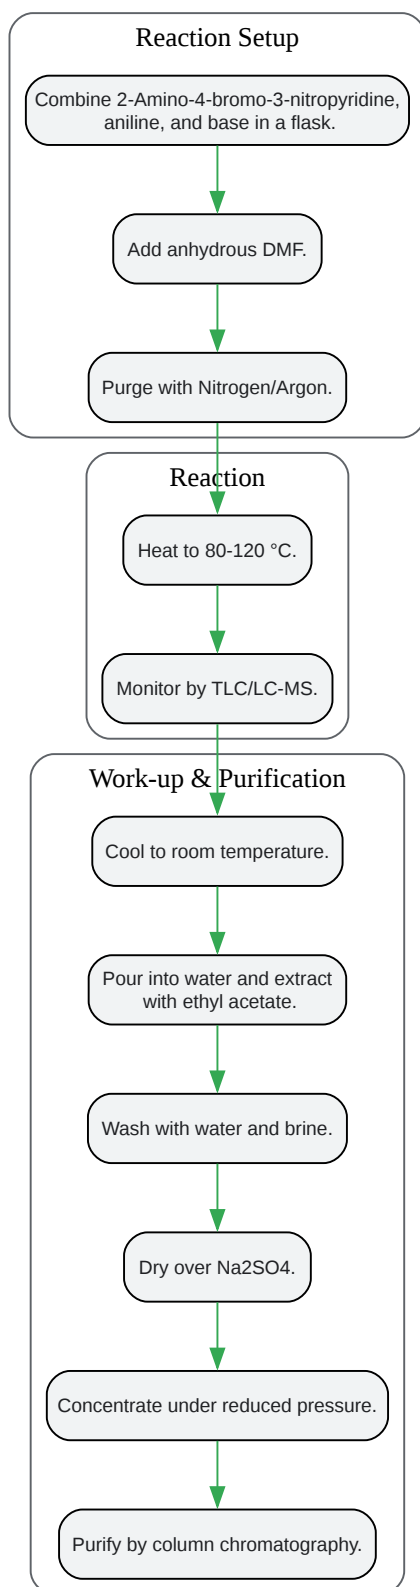 Reaction Setup
Combine 2-Amino-4-bromo-3-nitropyridine,
aniline, and base in a flask.
Add anhydrous DMF.
Purge with Nitrogen/Argon.
Reaction
Heat to 80-120 °C.
Monitor by TLC/LC-MS.
Work-up & Purification
Cool to room temperature.
Pour into water and extract
with ethyl acetate.
Wash with water and brine.
Dry over Na2SO4.
Concentrate under reduced pressure.
Purify by column chromatography.